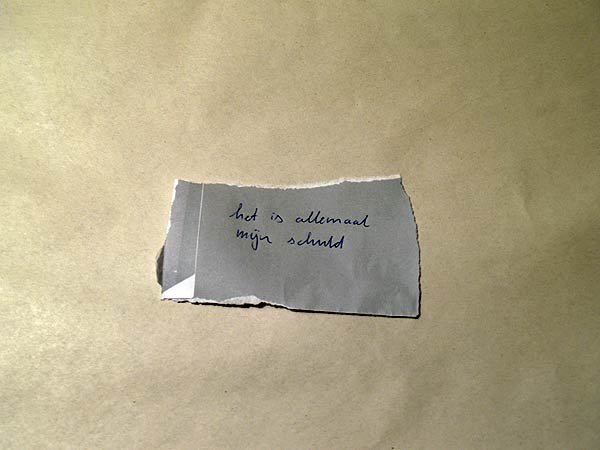 het is allemaal
mijn schuld